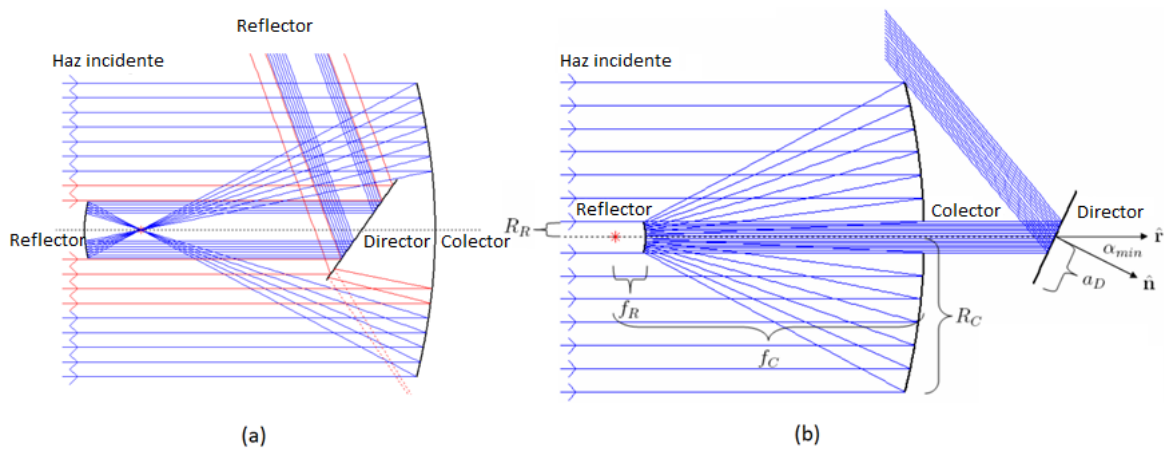 Reflector
Haz incidente
Director Colector
Reflector
(a)
Haz incidente
Reflector
Colector
Director
R_R
f_R
f_C
R_C
a_D
α_min
r̂
n̂
(b)